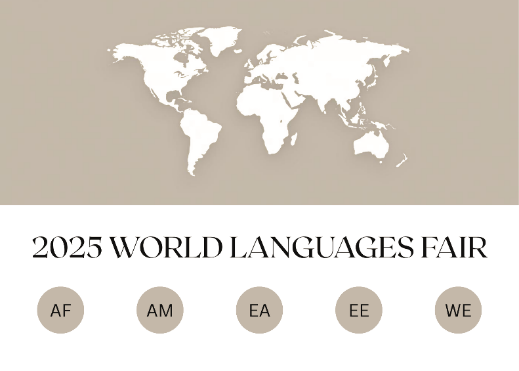 2025 WORLD LANGUAGES FAIR
AF AM EA EE WE